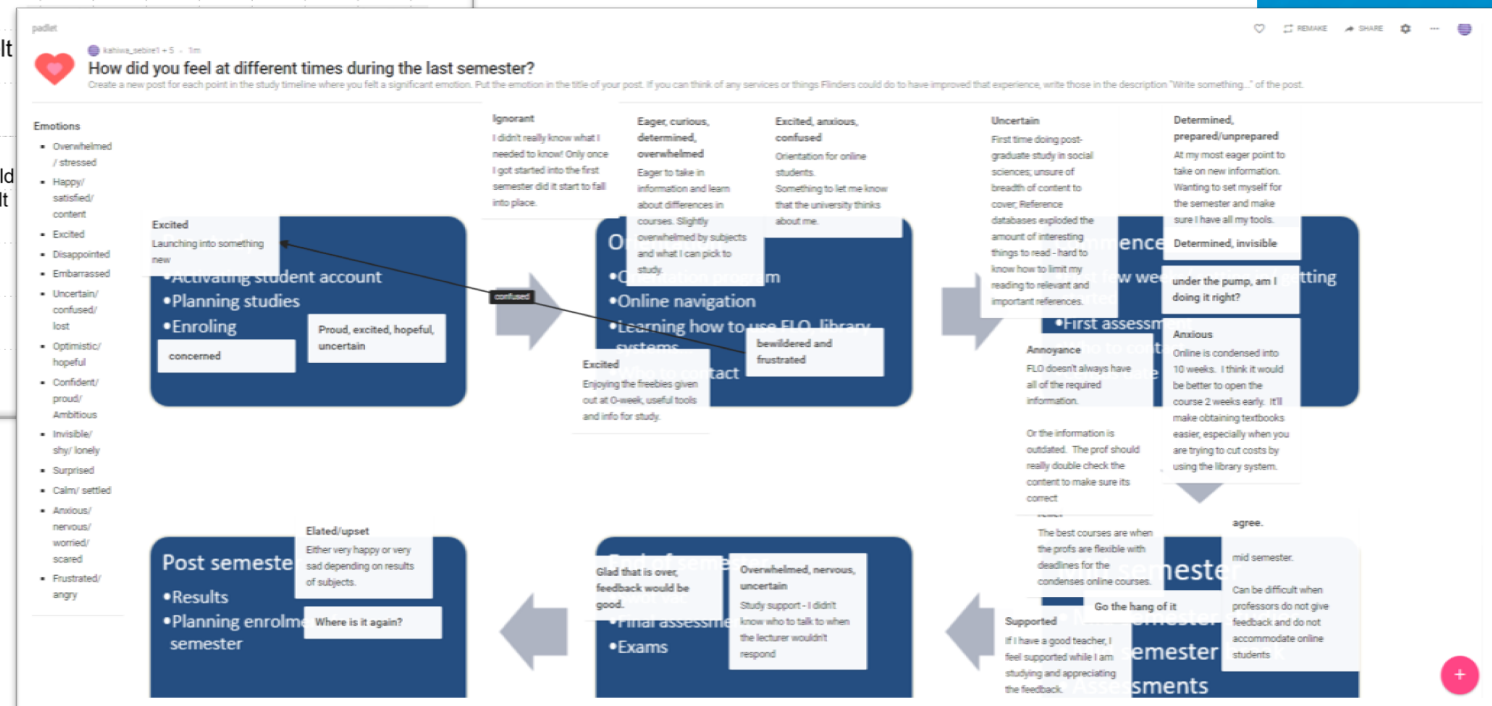 lt
ld
lt
padlet
REMAKE
SHARE
kahiwa_sebire1 + 5 - 1m
How did you feel at different times during the last semester?
Create a new post for each point in the study timeline where you felt a significant emotion. Put the emotion in the title of your post. If you can think of any services or things Flinders could do to have improved that experience, write those in the description "Write something..." of the post.
Emotions
Overwhelmed
/ stressed
Happy/
satisfied/
content
Excited
Disappointed
Embarrassed
Uncertain/
confused/
lost
Optimistic/
hopeful
Confident/
proud/
Ambitious
Invisible/
shy/ lonely
Surprised
Calm/ settled
Anxious/
nervous/
worried/
scared
Frustrated/
angry
Excited
Launching into something
new
•Activating student account
•Planning studies
•Enroling
Proud, excited, hopeful,
uncertain
concerned
confused
Ignorant
I didn't really know what I
needed to know! Only once
I got started into the first
semester did it start to fall
into place.
Eager, curious,
determined,
overwhelmed
Eager to take in
information and learn
about differences in
courses. Slightly
overwhelmed by subjects
and what I can pick to
study.
Excited, anxious,
confused
Orientation for online
students.
Something to let me know
that the university thinks
about me.
•Online navigation
•Learning how to use FLO, library
systems
bewildered and
frustrated
Excited
Enjoying the freebies given
out at O-week, useful tools
and info for study.
Uncertain
First time doing post-
graduate study in social
sciences; unsure of
breadth of content to
cover; Reference
databases exploded the
amount of interesting
things to read - hard to
know how to limit my
reading to relevant and
important references.
Determined,
prepared/unprepared
At my most eager point to
take on new information.
Wanting to set myself for
the semester and make
sure I have all my tools.
Determined, invisible
under the pump, am I
doing it right?
•First assessm
Annoyance
FLO doesn't always have
all of the required
information.
Or the information is
outdated. The prof should
really double check the
content to make sure its
correct
Anxious
Online is condensed into
10 weeks. I think it would
be better to open the
course 2 weeks early. It'll
make obtaining textbooks
easier, especially when you
are trying to cut costs by
using the library system.
The best courses are when
the profs are flexible with
deadlines for the
condenses online courses.
Go the hang of it
Supported
If I have a good teacher, I
feel supported while I am
studying and appreciating
the feedback.
agree.
mid semester.
Can be difficult when
professors do not give
feedback and do not
accommodate online
students
mester
emester
Assessments
Glad that is over,
feedback would be
good.
Overwhelmed, nervous,
uncertain
Study support - I didn't
know who to talk to when
the lecturer wouldn't
respond
•Final assessme
•Exams
Post semeste
•Results
•Planning enrolme
semester
Elated/upset
Either very happy or very
sad depending on results
of subjects.
Where is it again?